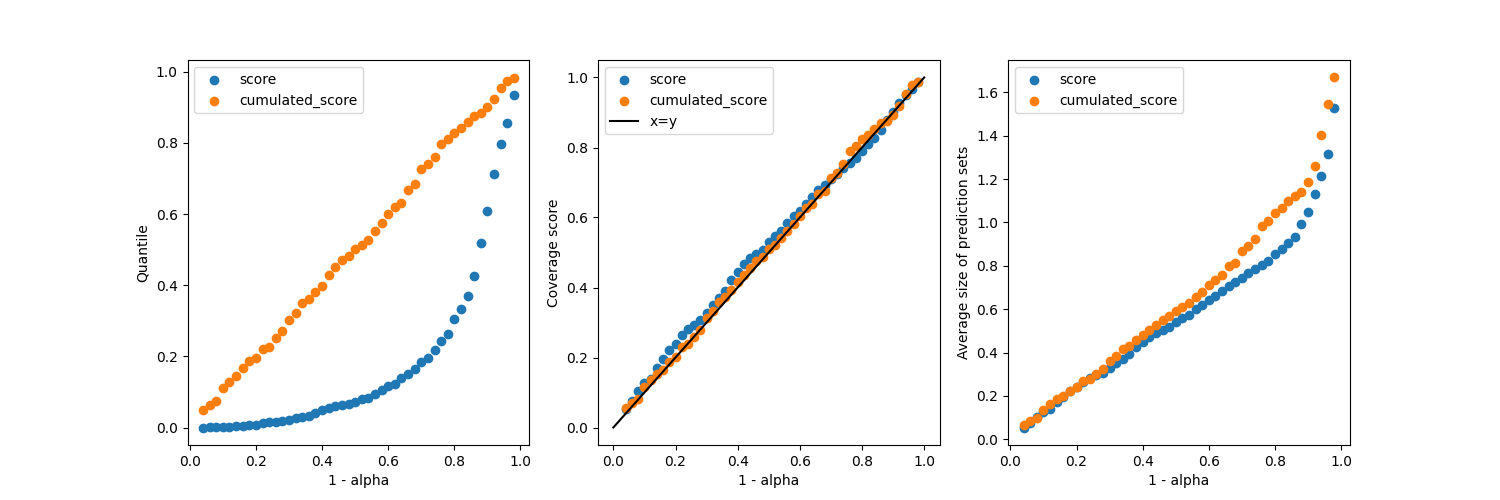 score
cumulated_score
1.0
0.8
0.6
0.4
0.2
0.0
Quantile
0.0 0.2 0.4 0.6 0.8 1.0
1 - alpha
score
cumulated_score
x=y
1.0
0.8
0.6
0.4
0.2
0.0
Coverage score
0.0 0.2 0.4 0.6 0.8 1.0
1 - alpha
score
cumulated_score
1.6
1.4
1.2
1.0
0.8
0.6
0.4
0.2
0.0
Average size of prediction sets
0.0 0.2 0.4 0.6 0.8 1.0
1 - alpha